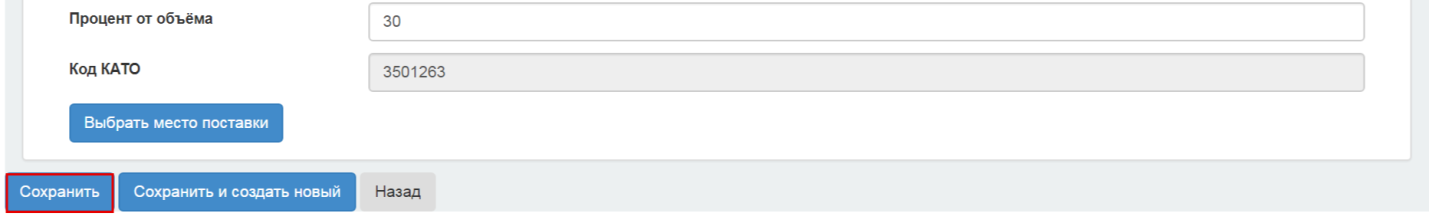 Процент от объёма 30
Код КАТО 3501263
Выбрать место поставки
Сохранить Сохранить и создать новый Назад